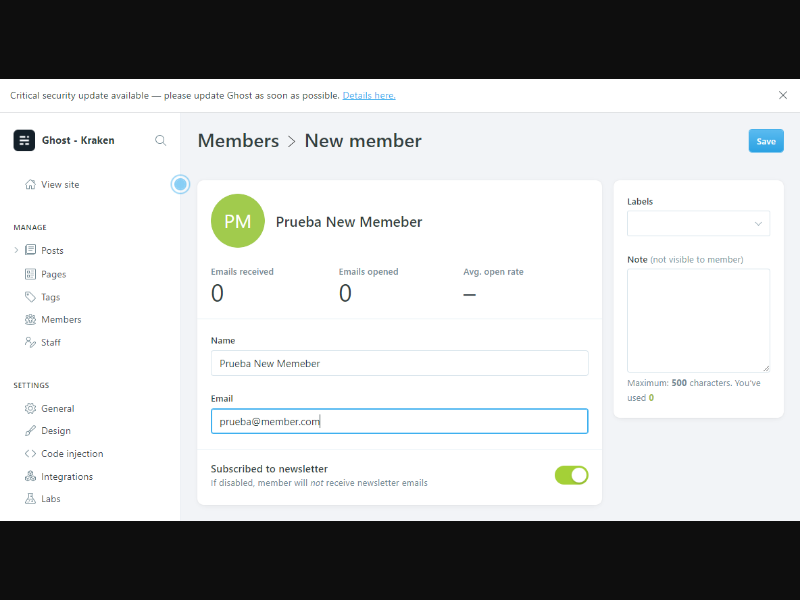 Critical security update available — please update Ghost as soon as possible. Details here.
Ghost - Kraken
Members > New member
Save
View site
MANAGE
Posts
Pages
Tags
Members
Staff
SETTINGS
General
Design
Code injection
Integrations
Labs
PM
Prueba New Memeber
Emails received
Emails opened
Avg. open rate
0
0
–
Name
Prueba New Memeber
Email
prueba@member.com
Subscribed to newsletter
If disabled, member will not receive newsletter emails
Labels
Note (not visible to member)
Maximum: 500 characters. You've
used 0